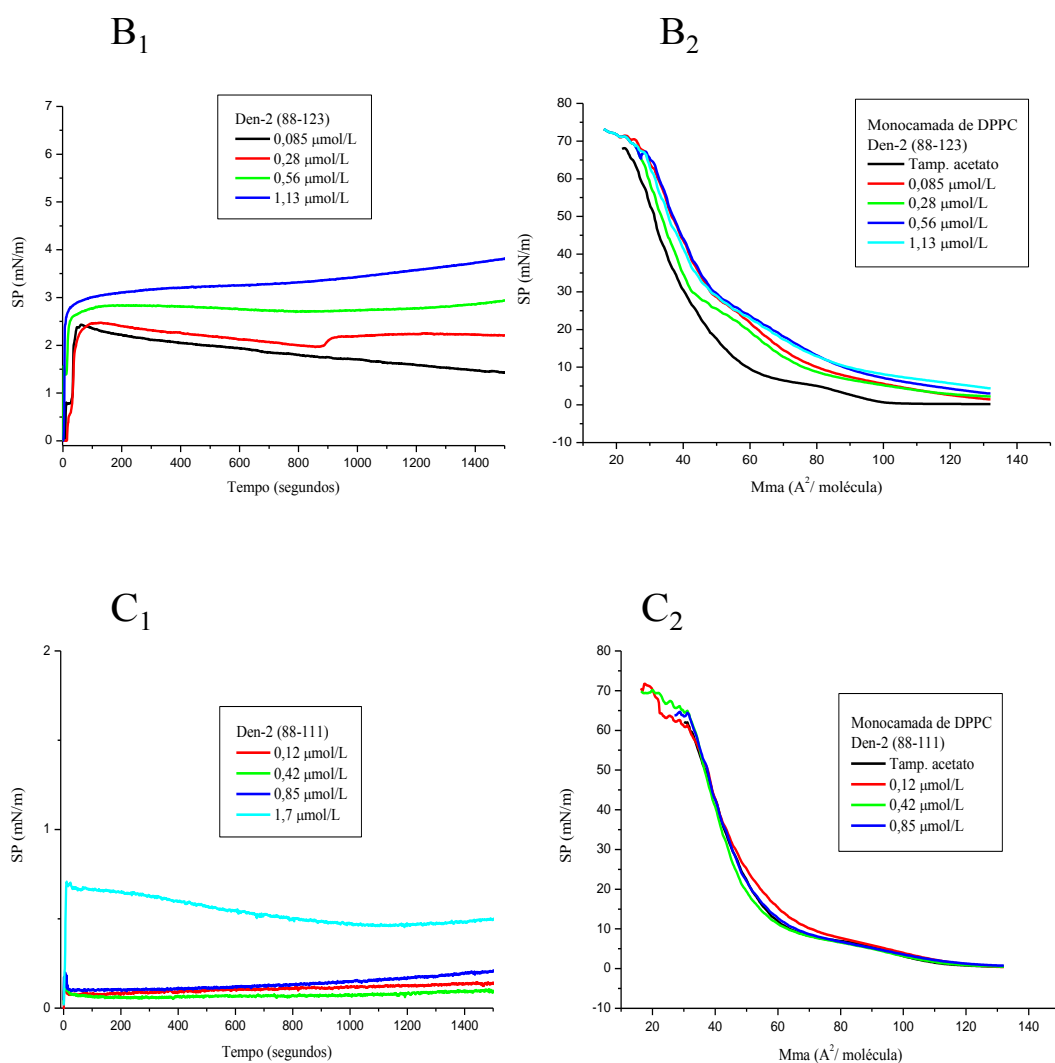 B₁
Den-2 (88-123)
0,085 μmol/L
0,28 μmol/L
0,56 μmol/L
1,13 μmol/L
SP (mN/m)
7
6
5
4
3
2
1
0
0 200 400 600 800 1000 1200 1400
Tempo (segundos)
B₂
Monocamada de DPPC
Den-2 (88-123)
Tamp. acetato
0,085 μmol/L
0,28 μmol/L
0,56 μmol/L
1,13 μmol/L
SP (mN/m)
80
70
60
50
40
30
20
10
0
-10
20 40 60 80 100 120 140
Mma (A²/ molécula)
C₁
Den-2 (88-111)
0,12 μmol/L
0,42 μmol/L
0,85 μmol/L
1,7 μmol/L
SP (mN/m)
2
1
0
0 200 400 600 800 1000 1200 1400
Tempo (segundos)
C₂
Monocamada de DPPC
Den-2 (88-111)
Tamp. acetato
0,12 μmol/L
0,42 μmol/L
0,85 μmol/L
SP (mN/m)
80
70
60
50
40
30
20
10
0
-10
20 40 60 80 100 120 140
Mma (A²/ molécula)